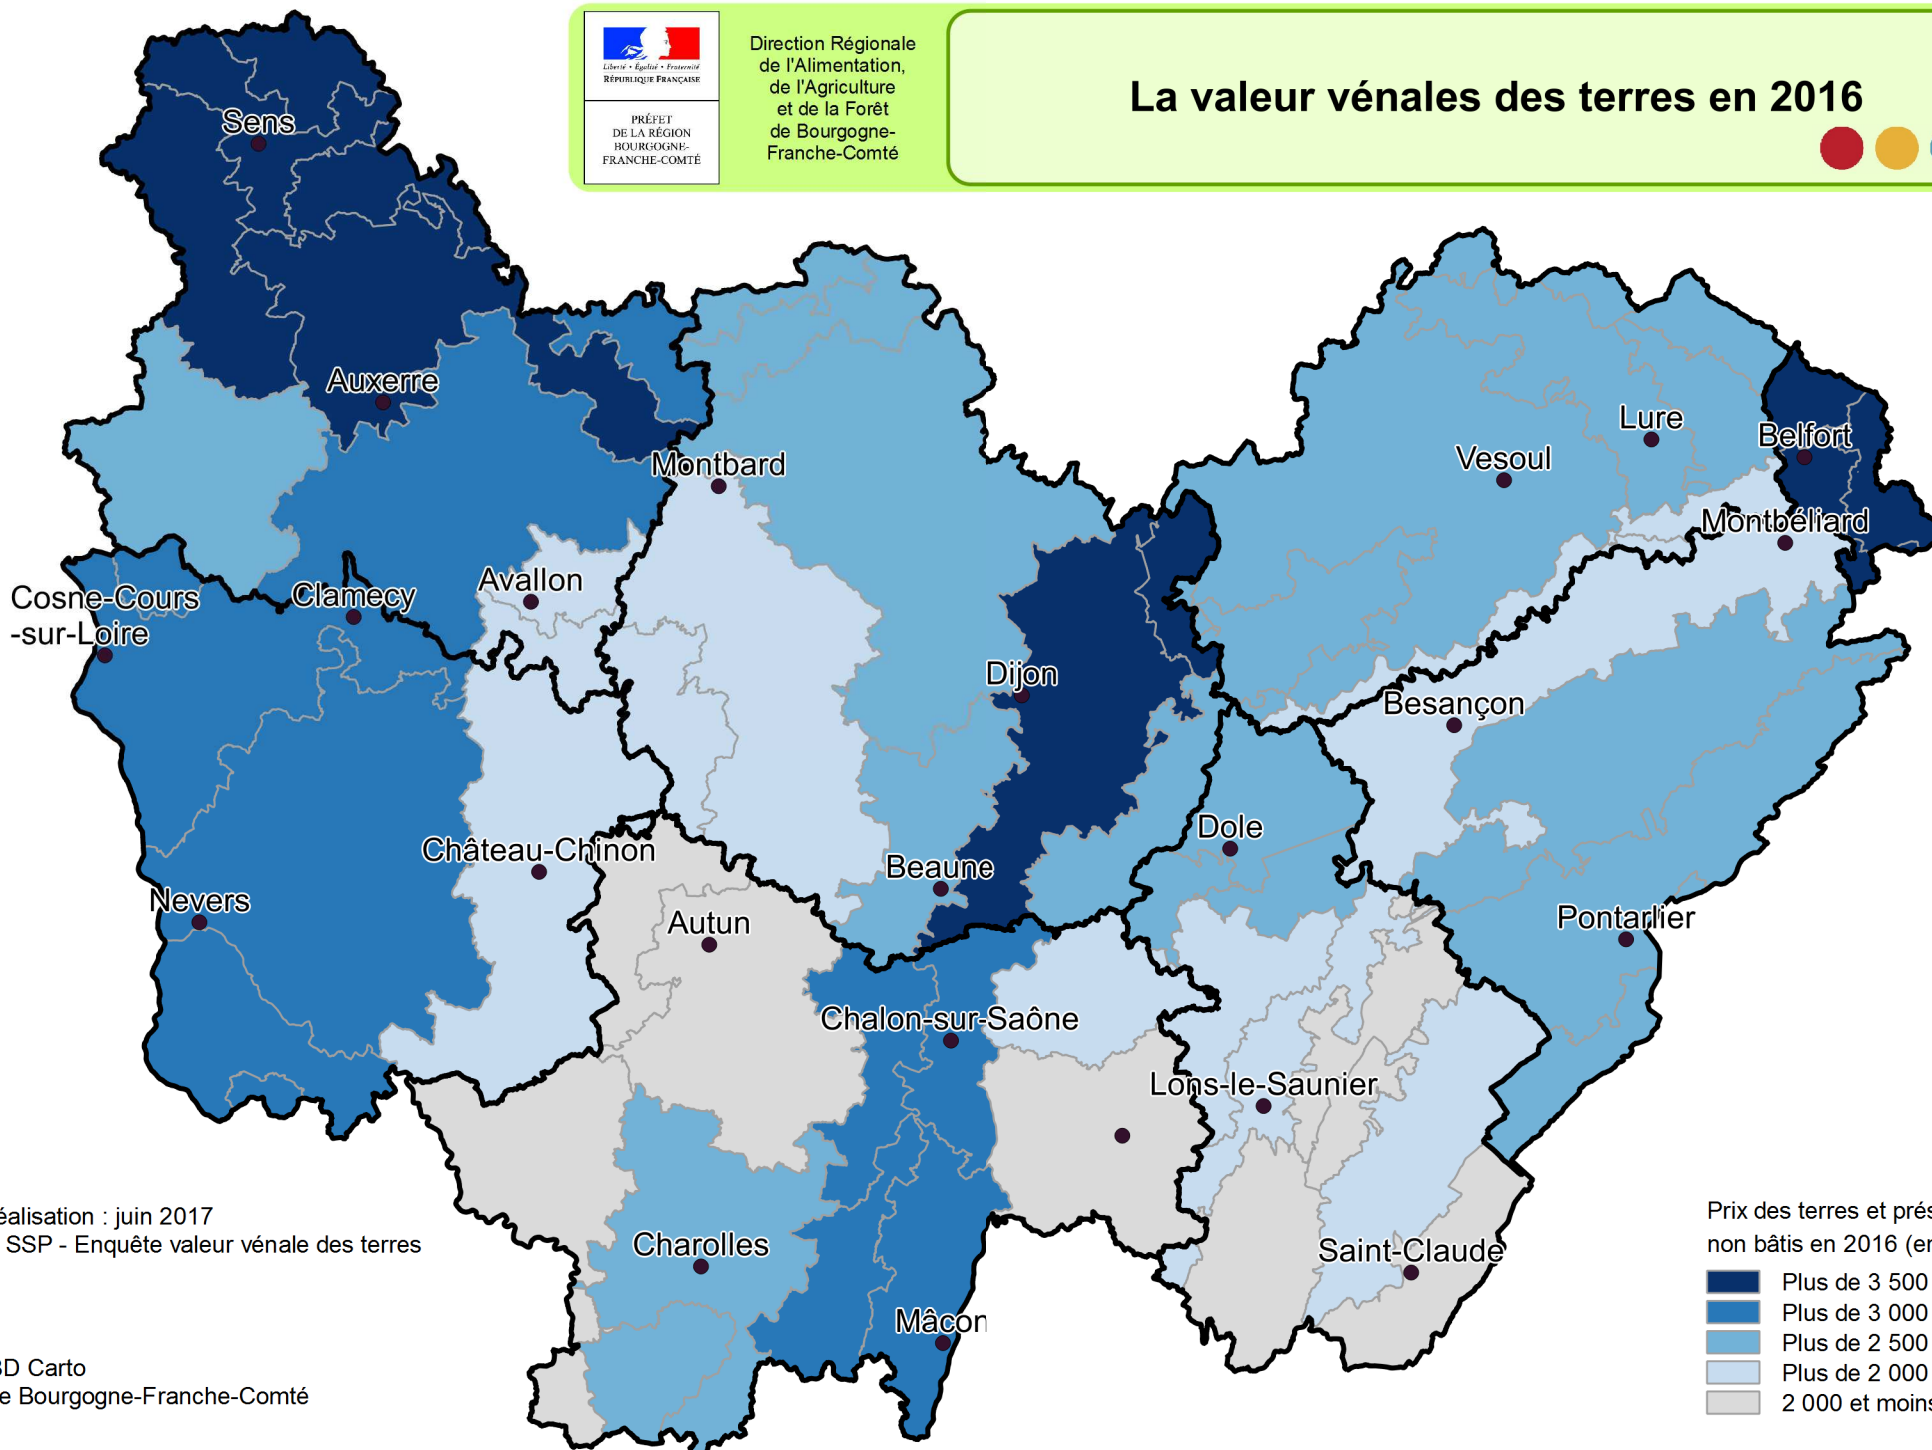 Liberté • Égalité • Fraternité
RÉPUBLIQUE FRANÇAISE
PRÉFET
DE LA RÉGION
BOURGOGNE-
FRANCHE-COMTÉ
Direction Régionale
de l'Alimentation,
de l'Agriculture
et de la Forêt
de Bourgogne-
Franche-Comté
La valeur vénales des terres en 2016
Sens
Auxerre
Montbard
Lure
Belfort
Vesoul
Montbéliard
Avallon
Clamecy
Cosne-Cours
-sur-Loire
Dijon
Besançon
Dole
Château-Chinon
Beaune
Nevers
Autun
Pontarlier
Chalon-sur-Saône
Lons-le-Saunier
Charolles
Saint-Claude
Mâcon
éalisation : juin 2017
SSP - Enquête valeur vénale des terres
BD Carto
e Bourgogne-Franche-Comté
Prix des terres et prés
non bâtis en 2016 (en
Plus de 3 500
Plus de 3 000
Plus de 2 500
Plus de 2 000
2 000 et moins